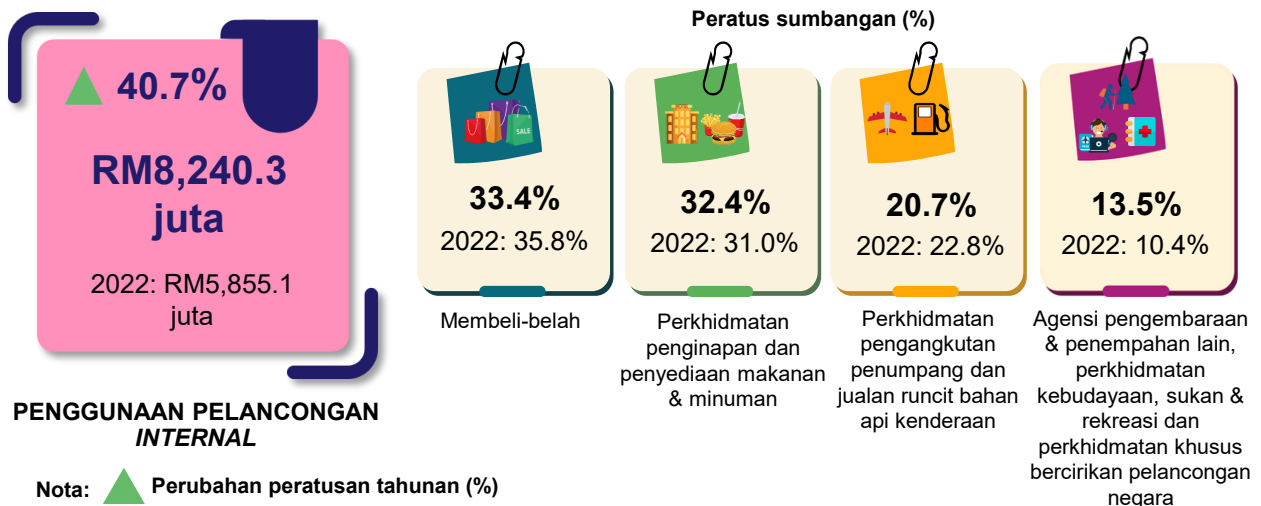 Peratus sumbangan (%)
40.7%
RM8,240.3
juta
2022: RM5,855.1
juta
PENGGUNAAN PELANCONGAN
INTERNAL
SALE
33.4%
2022: 35.8%
Membeli-belah
32.4%
2022: 31.0%
Perkhidmatan
penginapan dan
penyediaan makanan
& minuman
20.7%
2022: 22.8%
Perkhidmatan
pengangkutan
penumpang dan
jualan runcit bahan
api kenderaan
13.5%
2022: 10.4%
Agensi pengembaraan
& penempahan lain,
perkhidmatan
kebudayaan, sukan &
rekreasi dan
perkhidmatan khusus
bercirikan pelancongan
negara
Nota: Perubahan peratusan tahunan (%)